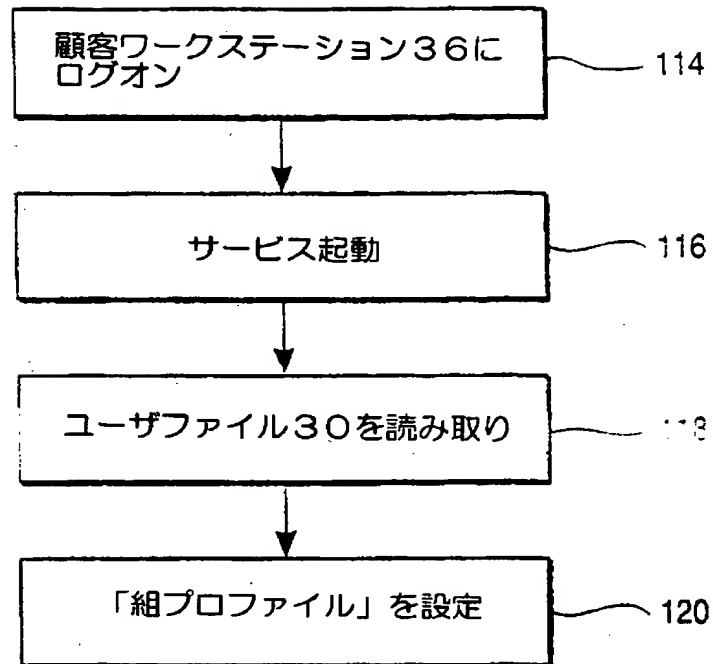 顧客ワークステーション３６に
ログオン
114
サービス起動
116
ユーザファイル３０を読み取り
118
「組プロファイル」を設定
120